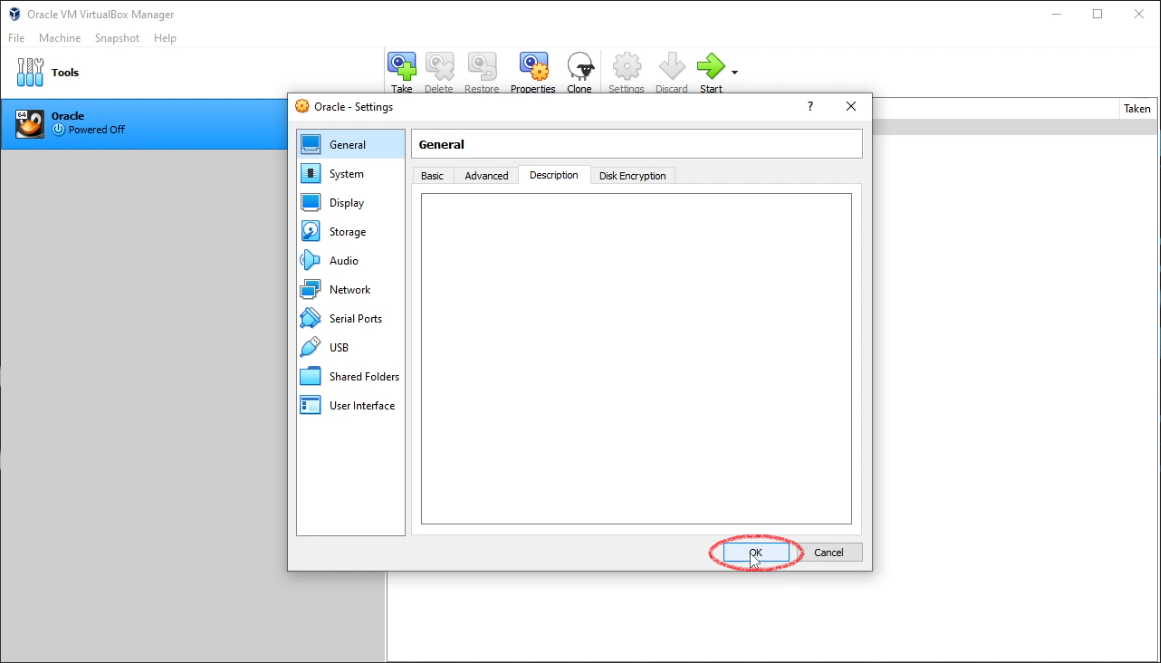 Oracle VM VirtualBox Manager
File Machine Snapshot Help
Tools
Take Delete Restore Properties Clone Settings Discard Start
64
Oracle
Powered Off
Taken
Oracle - Settings
?
General
System
Display
Storage
Audio
Network
Serial Ports
USB
Shared Folders
User Interface
General
Basic Advanced Description Disk Encryption
OK Cancel